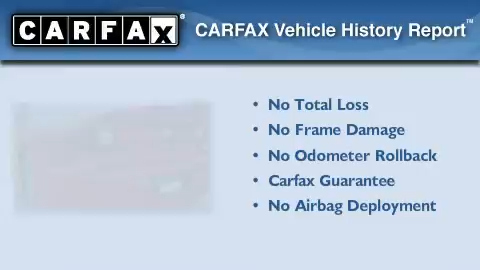 CARFAX® CARFAX Vehicle History Report™
• No Total Loss
• No Frame Damage
• No Odometer Rollback
• Carfax Guarantee
• No Airbag Deployment